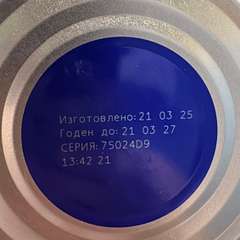 Изготовлено: 21 03 25
Годен до: 21 03 27
СЕРИЯ: 75024D9
13:42 21